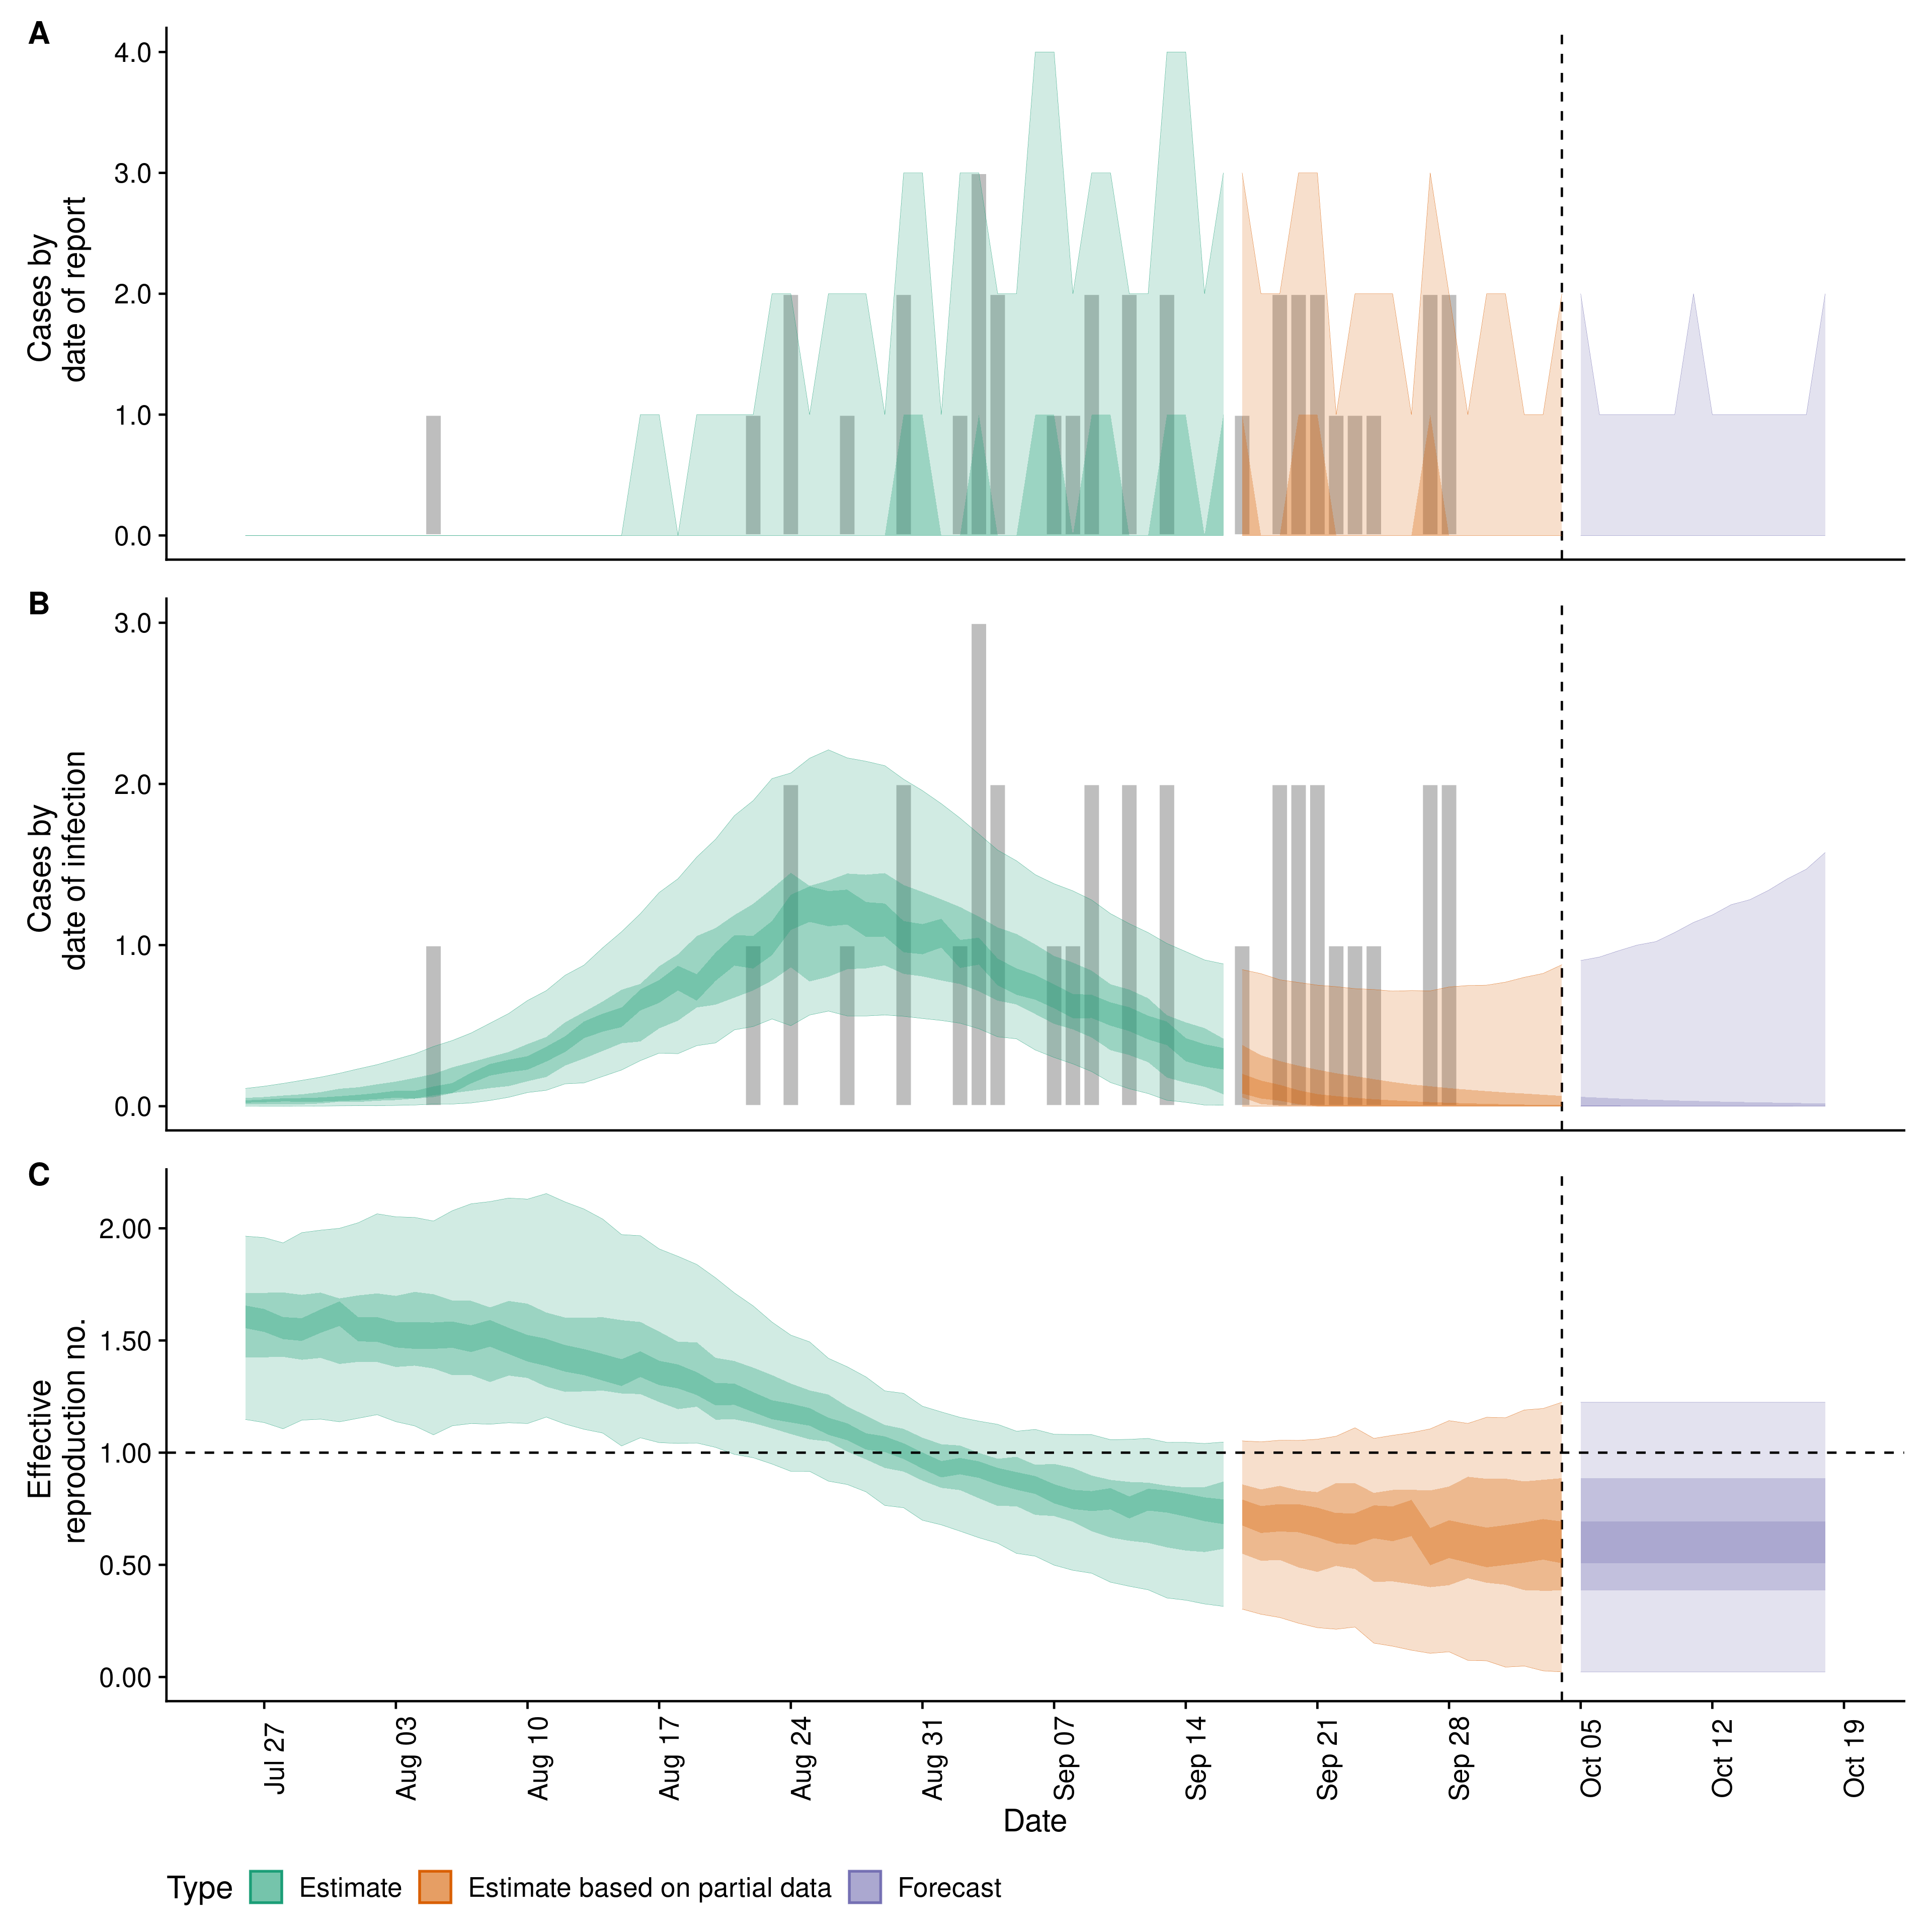 A
4.0
3.0
2.0
1.0
0.0
Cases by
date of report
B
3.0
2.0
1.0
0.0
Cases by
date of infection
C
2.00
1.50
1.00
0.50
0.00
Effective
reproduction no.
Jul 27
Aug 03
Aug 10
Aug 17
Aug 24
Aug 31
Sep 07
Sep 14
Sep 21
Sep 28
Oct 05
Oct 12
Oct 19
Date
Type Estimate Estimate based on partial data Forecast